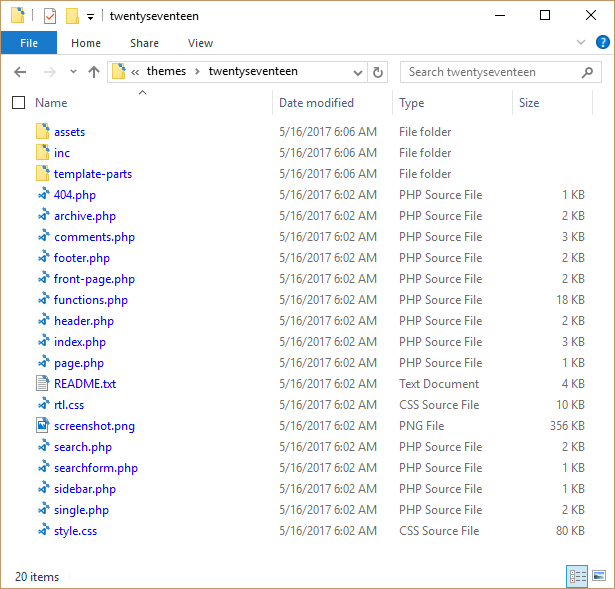 twentyseventeen
File Home Share View
« themes › twentyseventeen Search twentyseventeen
Name Date modified Type Size
assets 5/16/2017 6:06 AM File folder
inc 5/16/2017 6:06 AM File folder
template-parts 5/16/2017 6:06 AM File folder
404.php 5/16/2017 6:02 AM PHP Source File 1 KB
archive.php 5/16/2017 6:02 AM PHP Source File 2 KB
comments.php 5/16/2017 6:02 AM PHP Source File 3 KB
footer.php 5/16/2017 6:02 AM PHP Source File 2 KB
front-page.php 5/16/2017 6:02 AM PHP Source File 2 KB
functions.php 5/16/2017 6:02 AM PHP Source File 18 KB
header.php 5/16/2017 6:02 AM PHP Source File 2 KB
index.php 5/16/2017 6:02 AM PHP Source File 3 KB
page.php 5/16/2017 6:02 AM PHP Source File 1 KB
README.txt 5/16/2017 6:02 AM Text Document 4 KB
rtl.css 5/16/2017 6:02 AM CSS Source File 10 KB
screenshot.png 5/16/2017 6:02 AM PNG File 356 KB
search.php 5/16/2017 6:02 AM PHP Source File 2 KB
searchform.php 5/16/2017 6:02 AM PHP Source File 1 KB
sidebar.php 5/16/2017 6:02 AM PHP Source File 1 KB
single.php 5/16/2017 6:02 AM PHP Source File 2 KB
style.css 5/16/2017 6:02 AM CSS Source File 80 KB
20 items